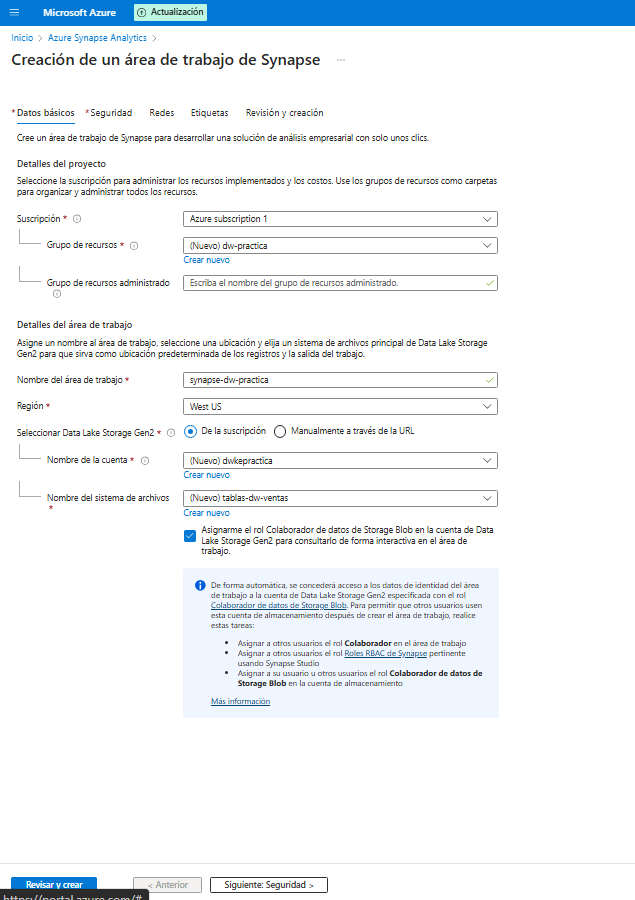 Microsoft Azure
Actualización
Inicio > Azure Synapse Analytics >
Creación de un área de trabajo de Synapse ...
* Datos básicos * Seguridad Redes Etiquetas Revisión y creación
Cree un área de trabajo de Synapse para desarrollar una solución de análisis empresarial con solo unos clics.
Detalles del proyecto
Seleccione la suscripción para administrar los recursos implementados y los costos. Use los grupos de recursos como carpetas
para organizar y administrar todos los recursos.
Suscripción *
Azure subscription 1
Grupo de recursos *
(Nuevo) dw-practica
Crear nuevo
Grupo de recursos administrado
Escriba el nombre del grupo de recursos administrado.
Detalles del área de trabajo
Asigne un nombre al área de trabajo, seleccione una ubicación y elija un sistema de archivos principal de Data Lake Storage
Gen2 para que sirva como ubicación predeterminada de los registros y la salida del trabajo.
Nombre del área de trabajo *
synapse-dw-practica
Región *
West US
Seleccionar Data Lake Storage Gen2 *
De la suscripción
Manualmente a través de la URL
Nombre de la cuenta *
(Nuevo) dwkepractica
Crear nuevo
Nombre del sistema de archivos
*
(Nuevo) tablas-dw-ventas
Crear nuevo
Asignarme el rol Colaborador de datos de Storage Blob en la cuenta de Data
Lake Storage Gen2 para consultarlo de forma interactiva en el área de
trabajo.
De forma automática, se concederá acceso a los datos de identidad del área
de trabajo a la cuenta de Data Lake Storage Gen2 especificada con el rol
Colaborador de datos de Storage Blob. Para permitir que otros usuarios usen
esta cuenta de almacenamiento después de crear el área de trabajo, realice
estas tareas:
• Asignar a otros usuarios el rol Colaborador en el área de trabajo
• Asignar a otros usuarios el Roles RBAC de Synapse pertinente
usando Synapse Studio
• Asignar a su usuario u otros usuarios el rol Colaborador de datos de
Storage Blob en la cuenta de almacenamiento
Más información
Revisar y crear
< Anterior
Siguiente: Seguridad >
https://portal.azure.com/#